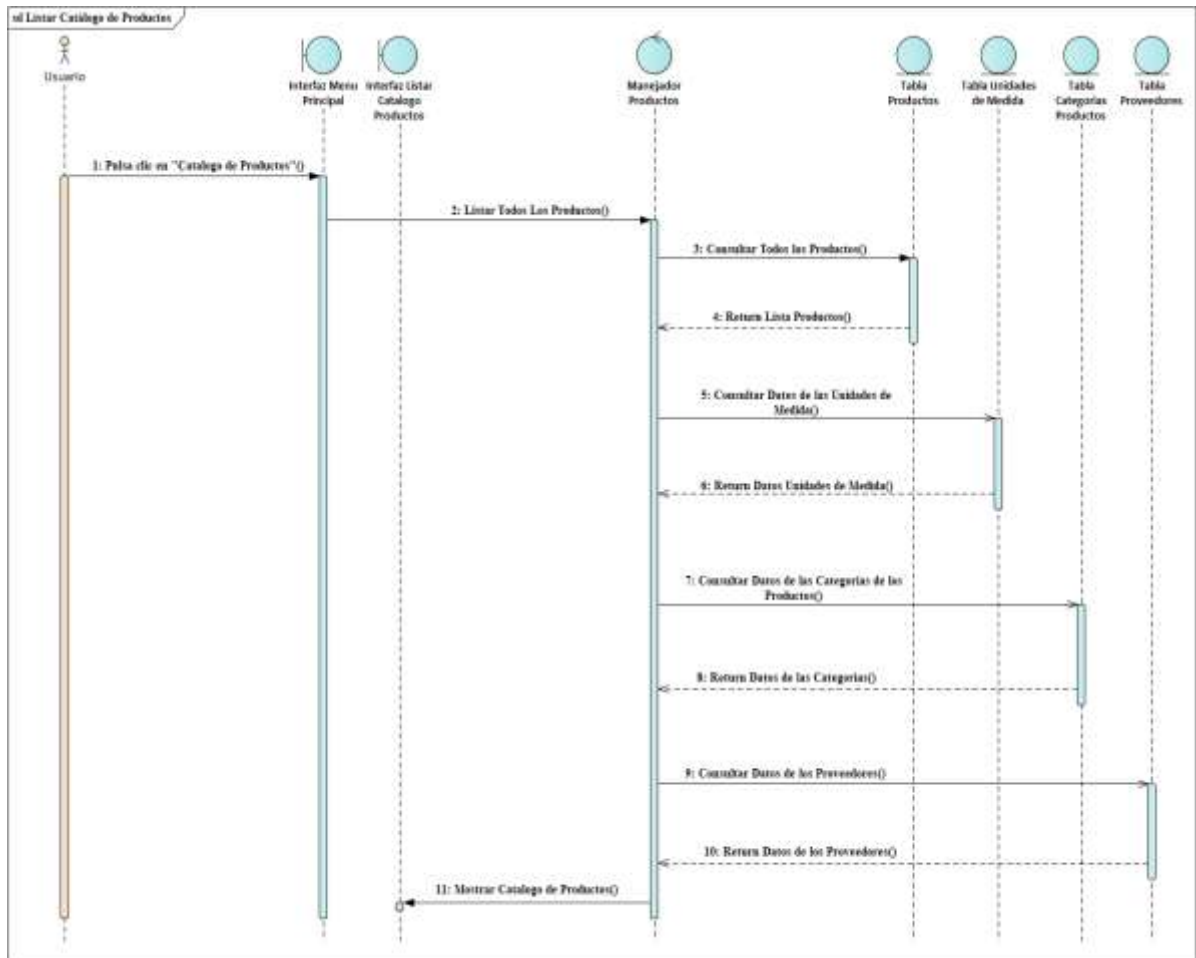 sd Listar Catálogo de Productos
Usuario
Interfaz Menu
Principal
Interfaz Listar
Catalogo
Productos
Manejador
Productos
Tabla
Productos
Tabla Unidades
de Medida
Tabla
Categorias
Productos
Tabla
Proveedores
1: Pulsa clic en "Catalogo de Productos"()
2: Listar Todos Los Productos()
3: Consultar Todos los Productos()
4: Return Lista Productos()
5: Consultar Datos de las Unidades de
Medida()
6: Return Datos Unidades de Medida()
7: Consultar Datos de las Categorías de los
Productos()
8: Return Datos de las Categorías()
9: Consultar Datos de los Proveedores()
10: Return Datos de los Proveedores()
11: Mostrar Catalogo de Productos()